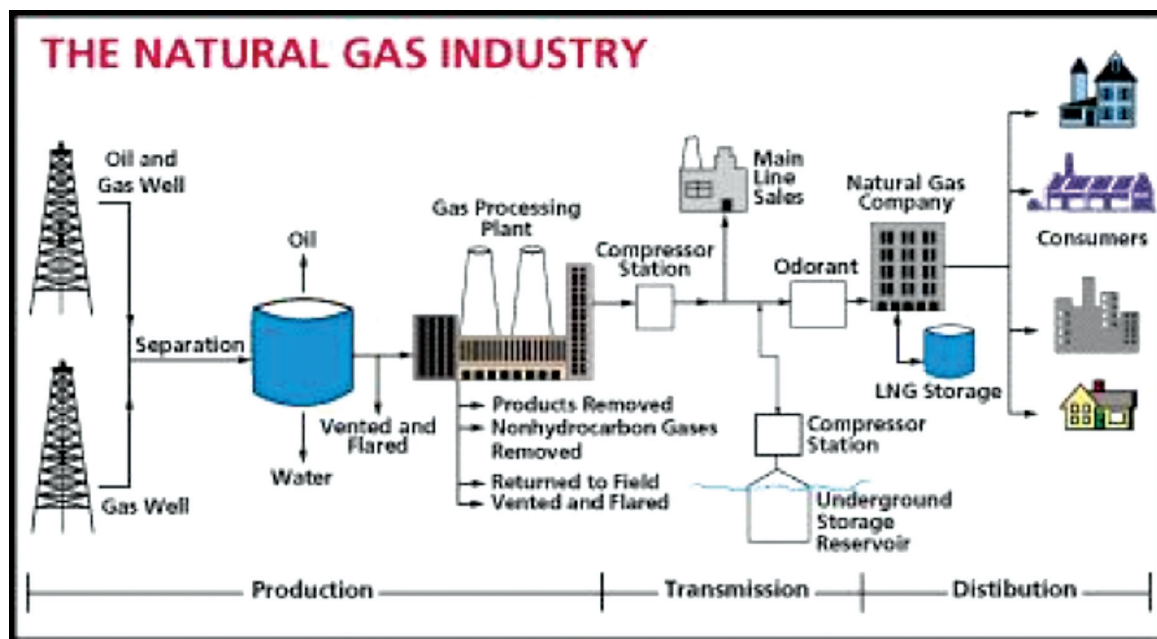 THE NATURAL GAS INDUSTRY
Oil and
Gas Well
Separation
Gas Well
Oil
Water
Vented and
Flared
Gas Processing
Plant
Products Removed
Nonhydrocarbon Gases
Removed
Returned to Field
Vented and Flared
Compressor
Station
Main
Line
Sales
Odorant
Compressor
Station
Underground
Storage
Reservoir
Natural Gas
Company
LNG Storage
Consumers
Production
Transmission
Distibution